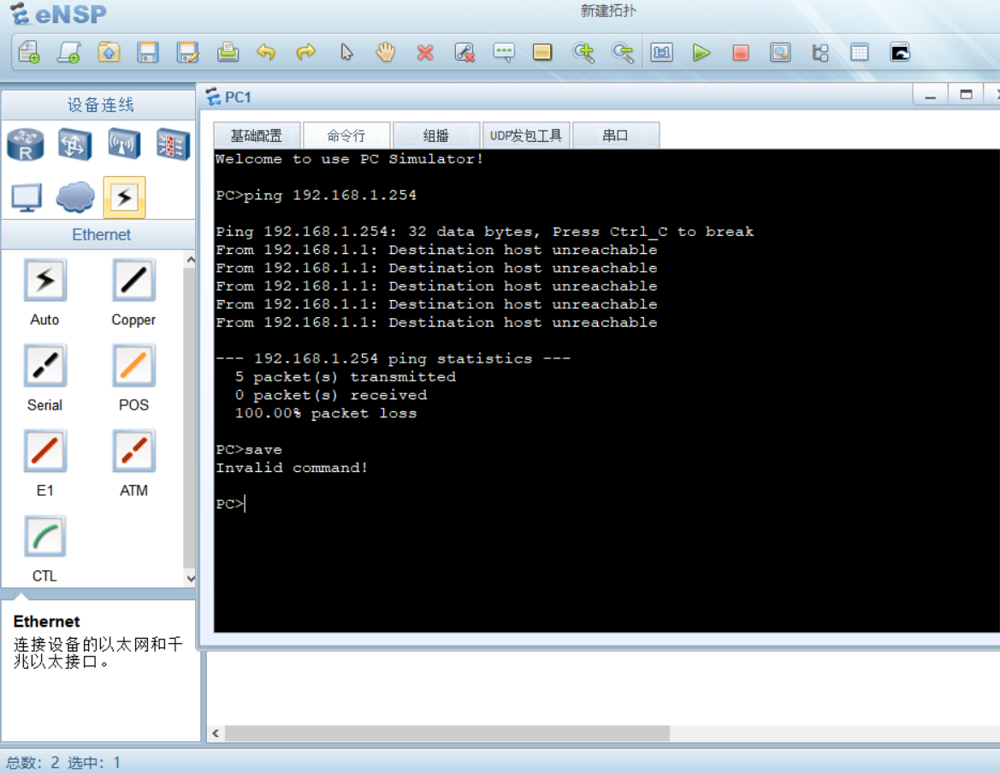 eNSP
新建拓扑
1:1
设备连线
R
Ethernet
Auto
Copper
Serial
POS
E1
ATM
CTL
Ethernet
连接设备的以太网和千
兆以太接口。
PC1
基础配置 命令行 组播 UDP发包工具 串口
Welcome to use PC Simulator!
PC>ping 192.168.1.254
Ping 192.168.1.254: 32 data bytes, Press Ctrl_C to break
From 192.168.1.1: Destination host unreachable
From 192.168.1.1: Destination host unreachable
From 192.168.1.1: Destination host unreachable
From 192.168.1.1: Destination host unreachable
From 192.168.1.1: Destination host unreachable
--- 192.168.1.254 ping statistics ---
5 packet(s) transmitted
0 packet(s) received
100.00% packet loss
PC>save
Invalid command!
PC>
总数: 2 选中: 1